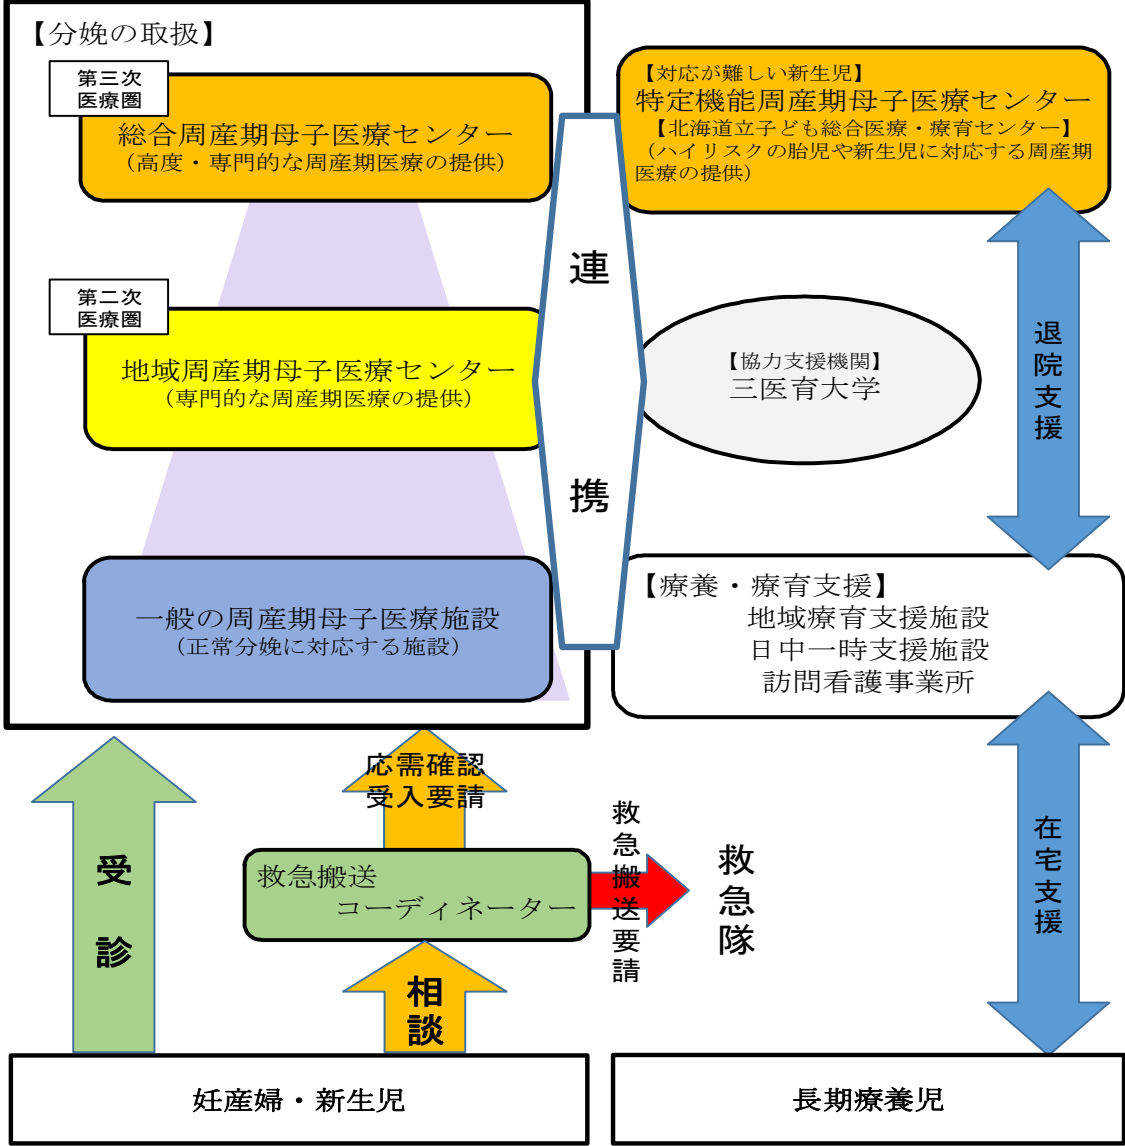 【分娩の取扱】
第三次
医療圏
総合周産期母子医療センター
（高度・専門的な周産期医療の提供）
第二次
医療圏
地域周産期母子医療センター
（専門的な周産期医療の提供）
一般の周産期母子医療施設
（正常分娩に対応する施設）
連携
【対応が難しい新生児】
特定機能周産期母子医療センター
【北海道立子ども総合医療・療育センター】
（ハイリスクの胎児や新生児に対応する周産期
医療の提供）
【協力支援機関】
三医育大学
退院支援
【療養・療育支援】
地域療育支援施設
日中一時支援施設
訪問看護事業所
応需確認
受入要請
受診
救急搬送
コーディネーター
救急搬送要請
救急隊
相談
在宅支援
妊産婦・新生児
長期療養児